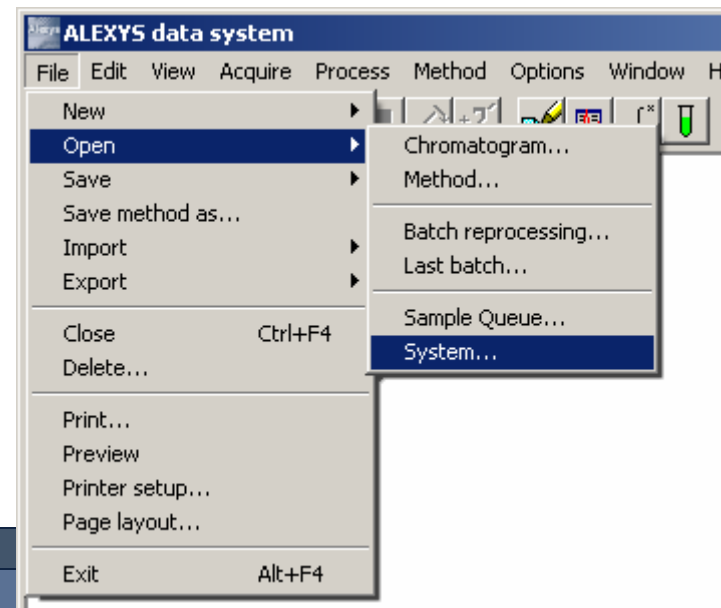 ALEXYS data system
File Edit View Acquire Process Method Options Window H
New
Open
Save
Save method as...
Import
Export
Close Ctrl+F4
Delete...
Print...
Preview
Printer setup...
Page layout...
Exit Alt+F4
Chromatogram...
Method...
Batch reprocessing...
Last batch...
Sample Queue...
System...